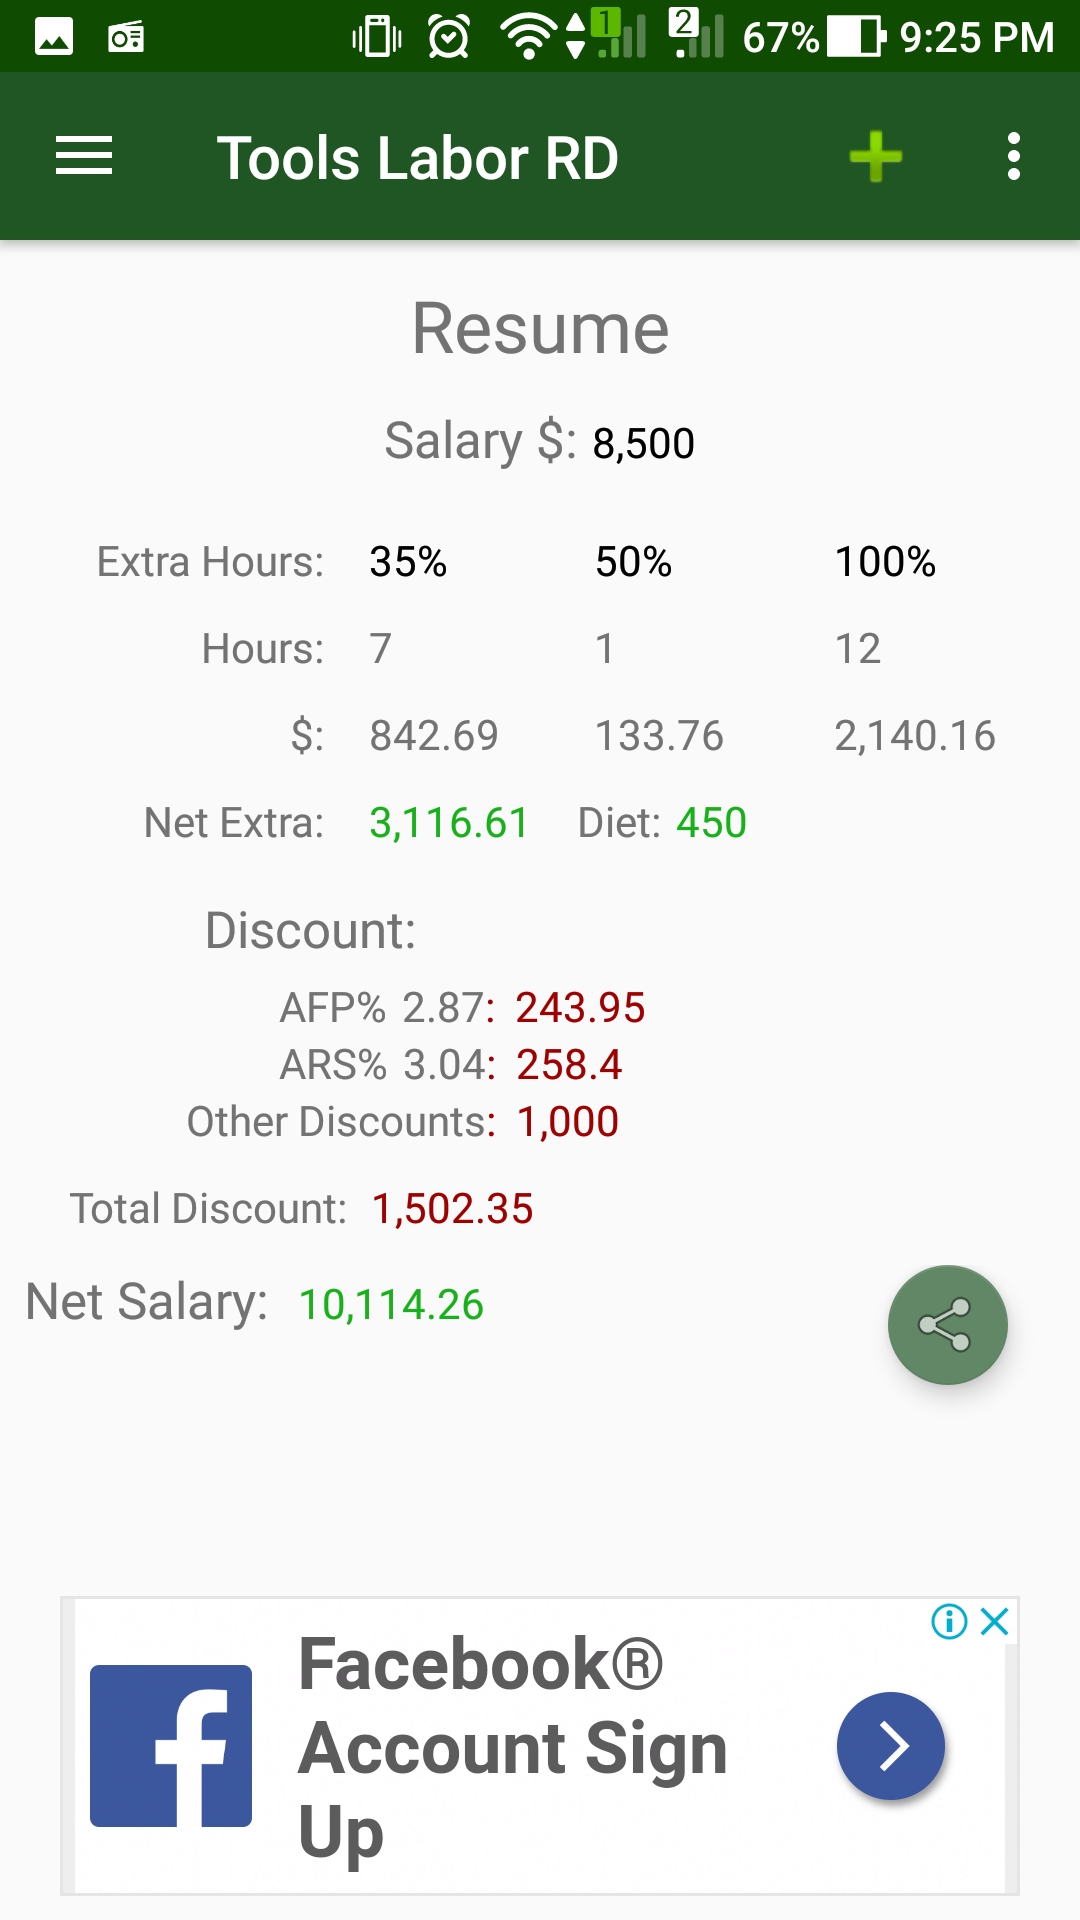 1 2 67% 9:25 PM
Tools Labor RD
Resume
Salary $: 8,500
Extra Hours: 35% 50% 100%
Hours: 7 1 12
$: 842.69 133.76 2,140.16
Net Extra: 3,116.61 Diet: 450
Discount:
AFP% 2.87: 243.95
ARS% 3.04: 258.4
Other Discounts: 1,000
Total Discount: 1,502.35
Net Salary: 10,114.26
Facebook®
Account Sign
Up